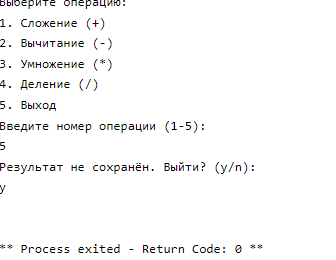 Выберите операцию:
1. Сложение (+)
2. Вычитание (-)
3. Умножение (*)
4. Деление (/)
5. Выход
Введите номер операции (1-5):
5
Результат не сохранён. Выйти? (y/n):
y
** Process exited - Return Code: 0 **